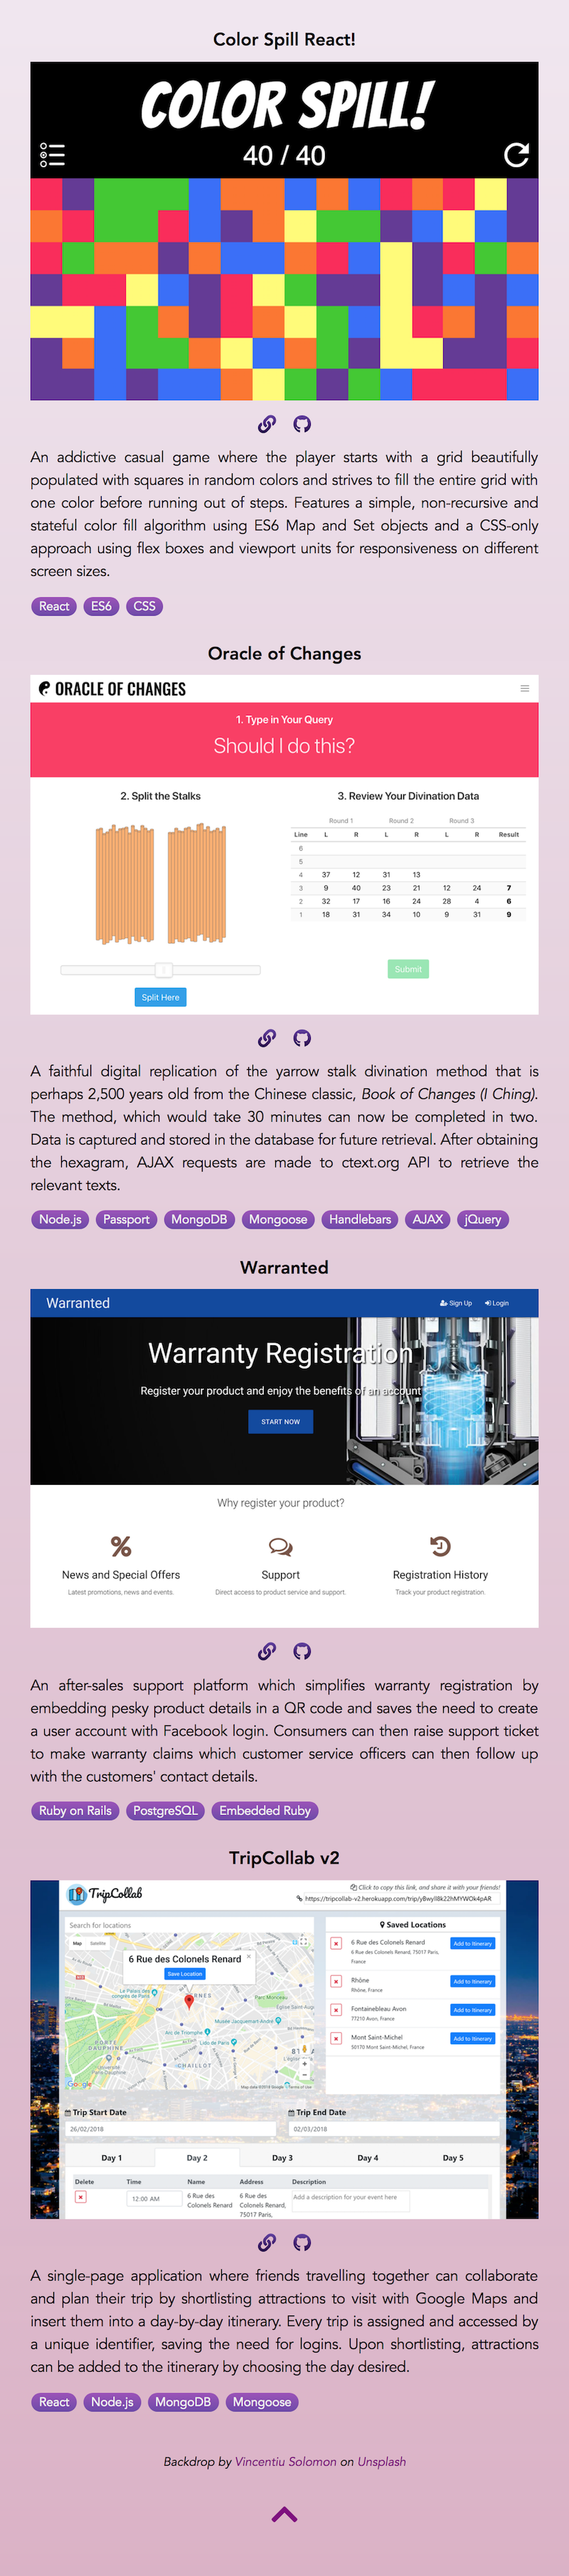 Color Spill React!
COLOR SPILL!
40 / 40
An addictive casual game where the player starts with a grid beautifully
populated with squares in random colors and strives to fill the entire grid with
one color before running out of steps. Features a simple, non-recursive and
stateful color fill algorithm using ES6 Map and Set objects and a CSS-only
approach using flex boxes and viewport units for responsiveness on different
screen sizes.
React ES6 CSS
Oracle of Changes
ORACLE OF CHANGES
1. Type in Your Query
Should I do this?
2. Split the Stalks
Split Here
3. Review Your Divination Data
Round 1 Round 2 Round 3
Line L R L R L R Result
6
5
4 37 12 31 13
3 9 40 23 21 12 24 7
2 32 17 16 24 28 4 6
1 18 31 34 10 9 31 9
Submit
A faithful digital replication of the yarrow stalk divination method that is
perhaps 2,500 years old from the Chinese classic, Book of Changes (I Ching).
The method, which would take 30 minutes can now be completed in two.
Data is captured and stored in the database for future retrieval. After obtaining
the hexagram, AJAX requests are made to ctext.org API to retrieve the
relevant texts.
Node.js Passport MongoDB Mongoose Handlebars AJAX jQuery
Warranted
Warranted
Sign Up Login
Warranty Registration
Register your product and enjoy the benefits of an account
START NOW
Why register your product?
News and Special Offers
Latest promotions, news and events.
Support
Direct access to product service and support.
Registration History
Track your product registration.
An after-sales support platform which simplifies warranty registration by
embedding pesky product details in a QR code and saves the need to create
a user account with Facebook login. Consumers can then raise support ticket
to make warranty claims which customer service officers can then follow up
with the customers' contact details.
Ruby on Rails PostgreSQL Embedded Ruby
TripCollab v2
TripCollab
Click to copy this link, and share it with your friends!
Search for locations
Map Satellite
6 Rue des Colonels Renard
Save Location
PORTE
DAUPHINE
CHAILLOT
Google
Saved Locations
6 Rue des Colonels Renard
6 Rue des Colonels Renard, 75017 Paris,
France
Add to Itinerary
Rhône
Rhône, France
Add to Itinerary
Fontainebleau Avon
77210 Avon, France
Add to Itinerary
Mont Saint-Michel
50170 Mont Saint-Michel, France
Add to Itinerary
Trip Start Date
26/02/2018
Trip End Date
02/03/2018
Day 1 Day 2 Day 3 Day 4 Day 5
Delete Time Name Address Description
12:00 AM
6 Rue des
Colonels Renard
6 Rue des
Colonels Renard,
75017 Paris,
Add a description for your event here
A single-page application where friends travelling together can collaborate
and plan their trip by shortlisting attractions to visit with Google Maps and
insert them into a day-by-day itinerary. Every trip is assigned and accessed by
a unique identifier, saving the need for logins. Upon shortlisting, attractions
can be added to the itinerary by choosing the day desired.
React Node.js MongoDB Mongoose
Backdrop by Vincentiu Solomon on Unsplash